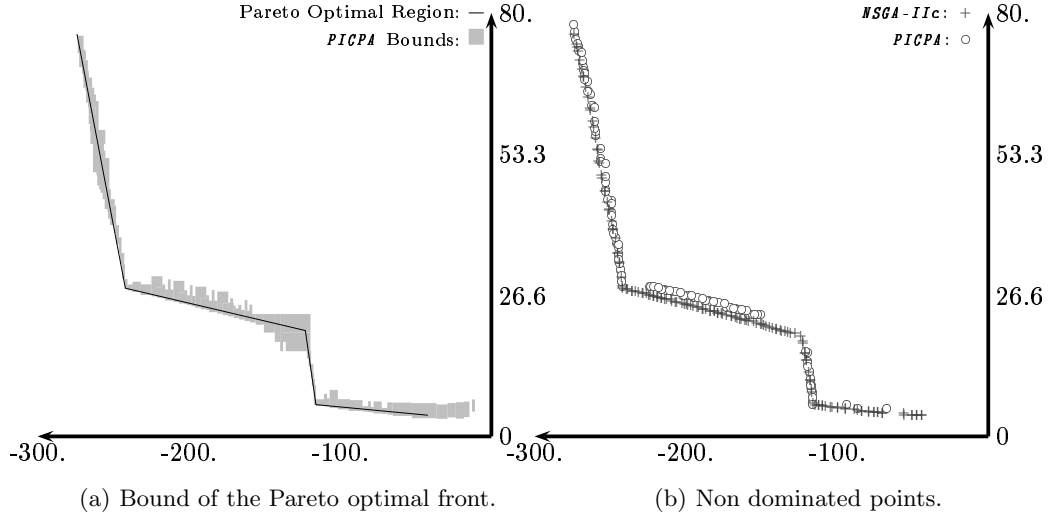 Pareto Optimal Region: —
PICPA Bounds:
80.
53.3
26.6
0
-300.
-200.
-100.
(a) Bound of the Pareto optimal front.
NSGA-IIc: +
PICPA: ○
80.
53.3
26.6
0
-300.
-200.
-100.
(b) Non dominated points.